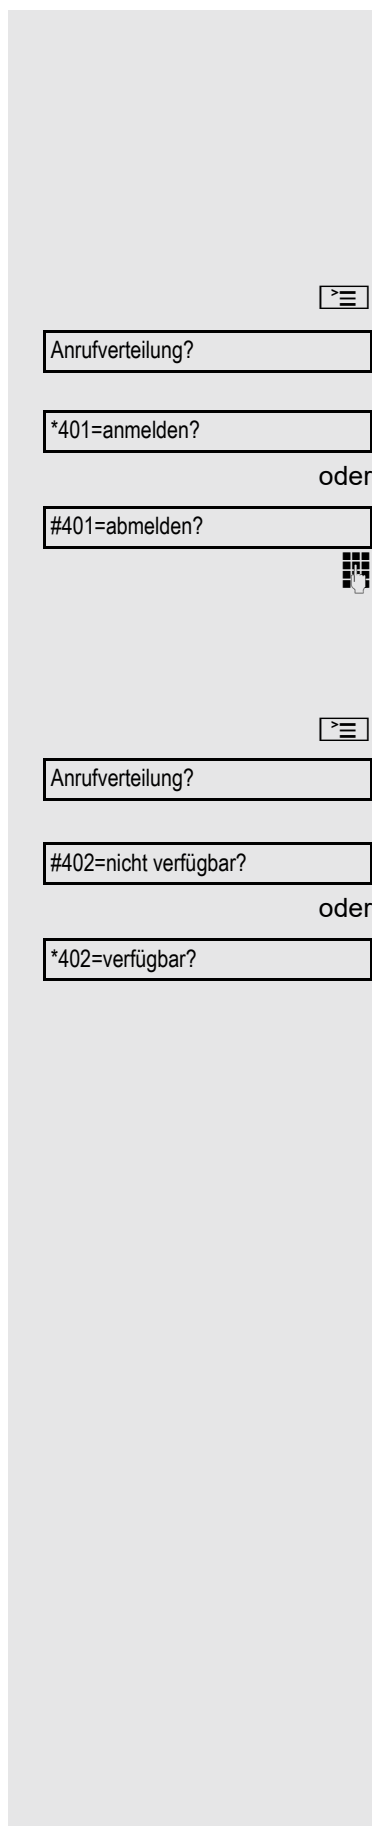 Anrufverteilung?
*401=anmelden?
oder
#401=abmelden?
Anrufverteilung?
#402=nicht verfügbar?
oder
*402=verfügbar?